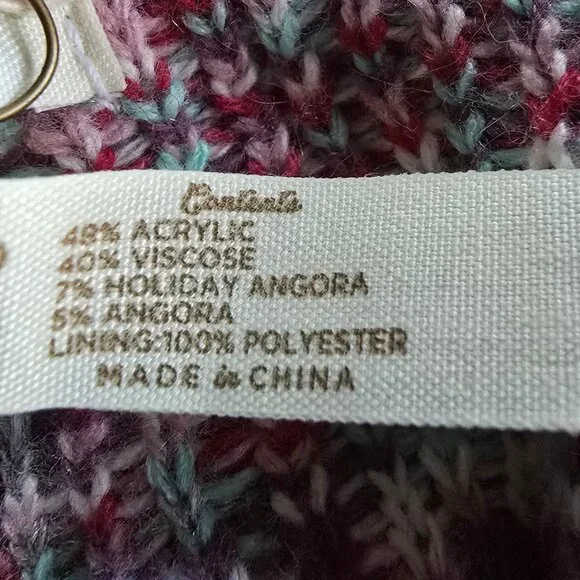 Contents
48% ACRYLIC
40% VISCOSE
7% HOLIDAY ANGORA
5% ANGORA
LINING:100% POLYESTER
MADE in CHINA